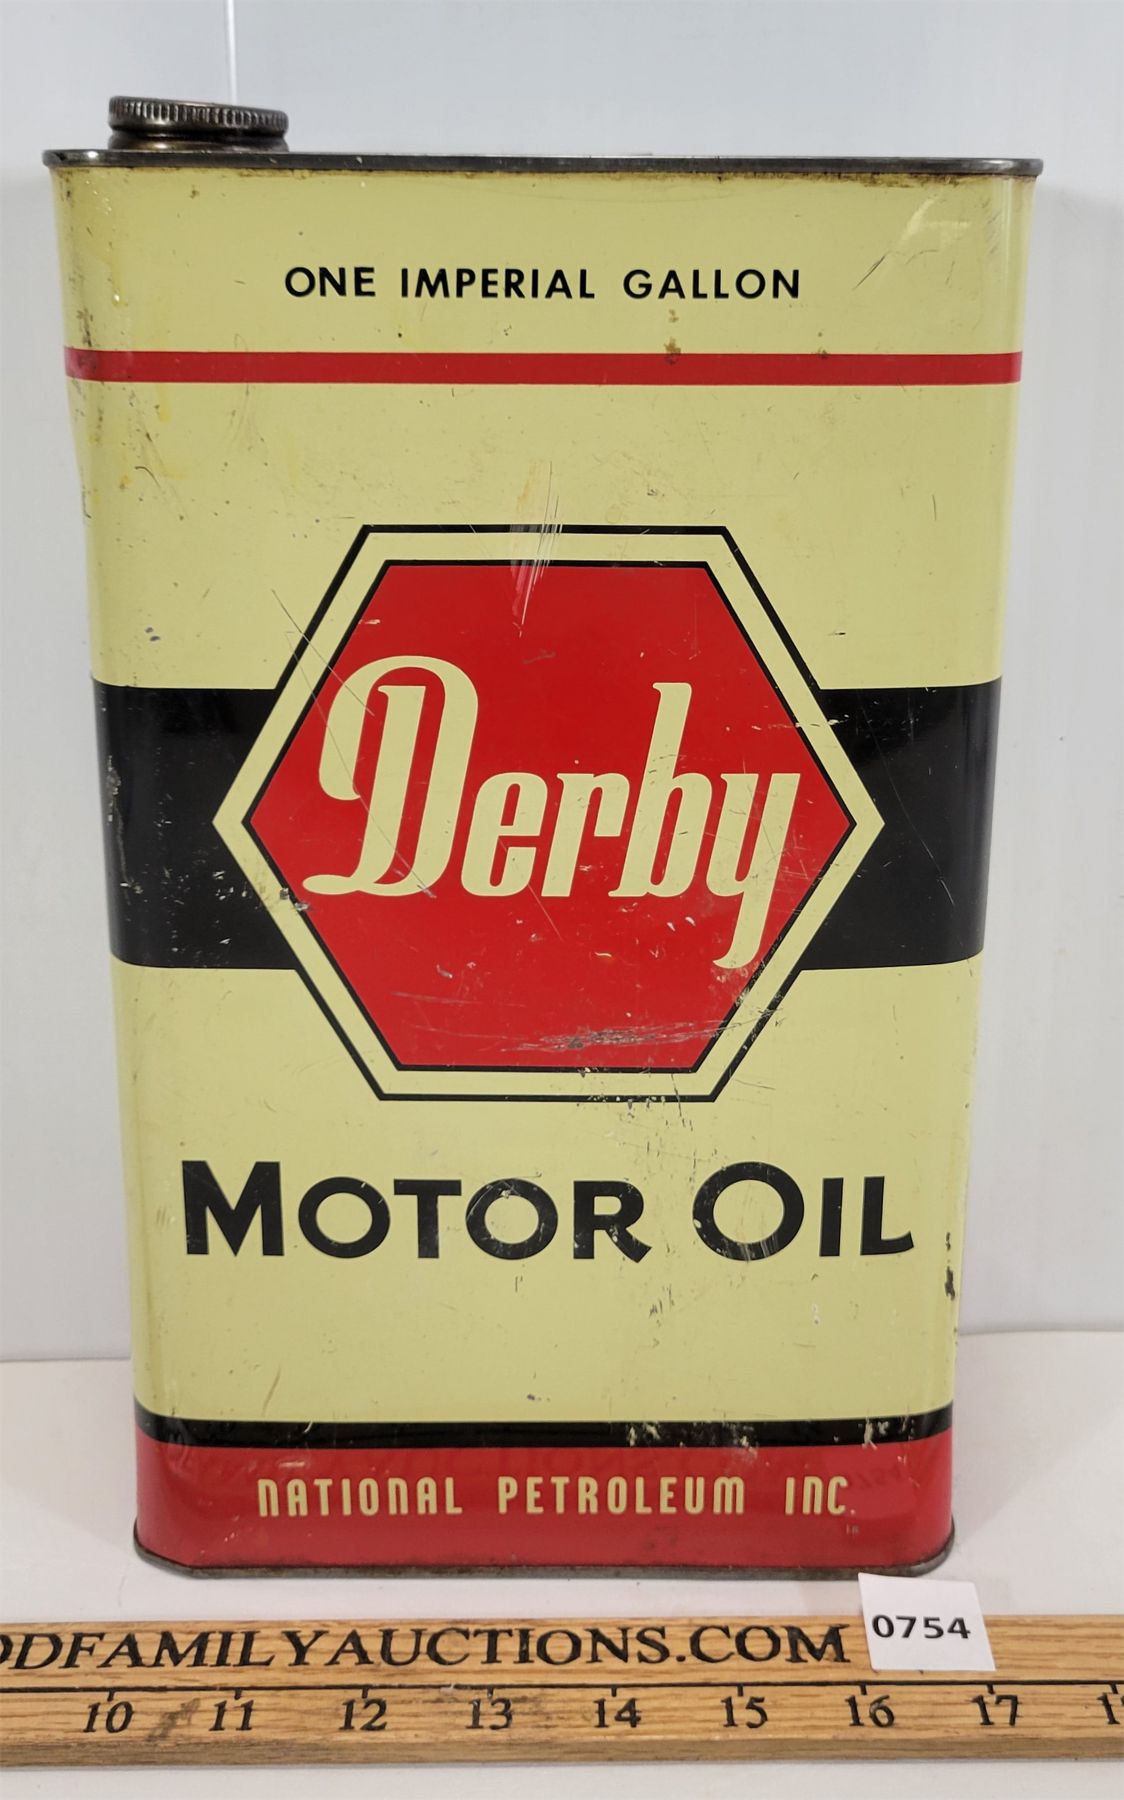 ONE IMPERIAL GALLON
Derby
MOTOR OIL
NATIONAL PETROLEUM INC.
0754
ODFAMILYAUCTIONS.COM
10 11 12 13 14 15 16 17